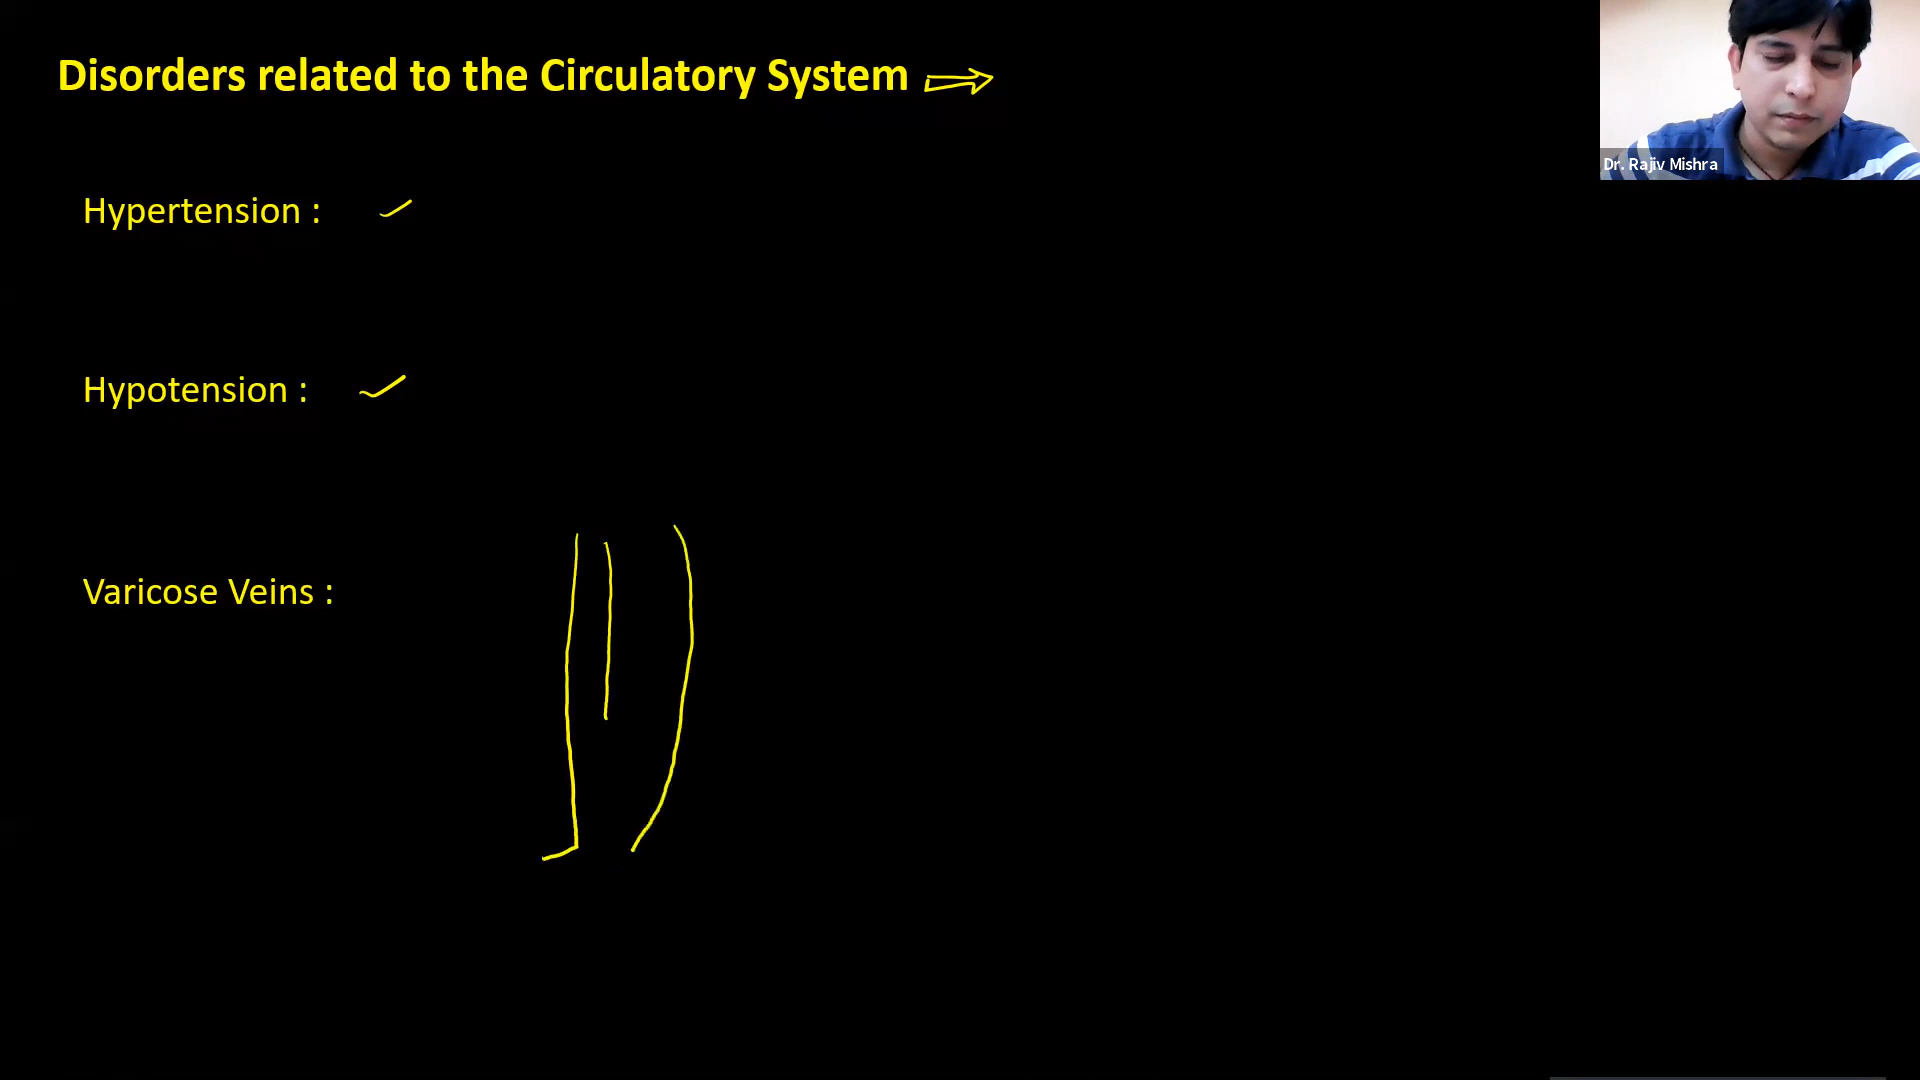 Disorders related to the Circulatory System
Dr. Rajiv Mishra
Hypertension :
Hypotension :
Varicose Veins :